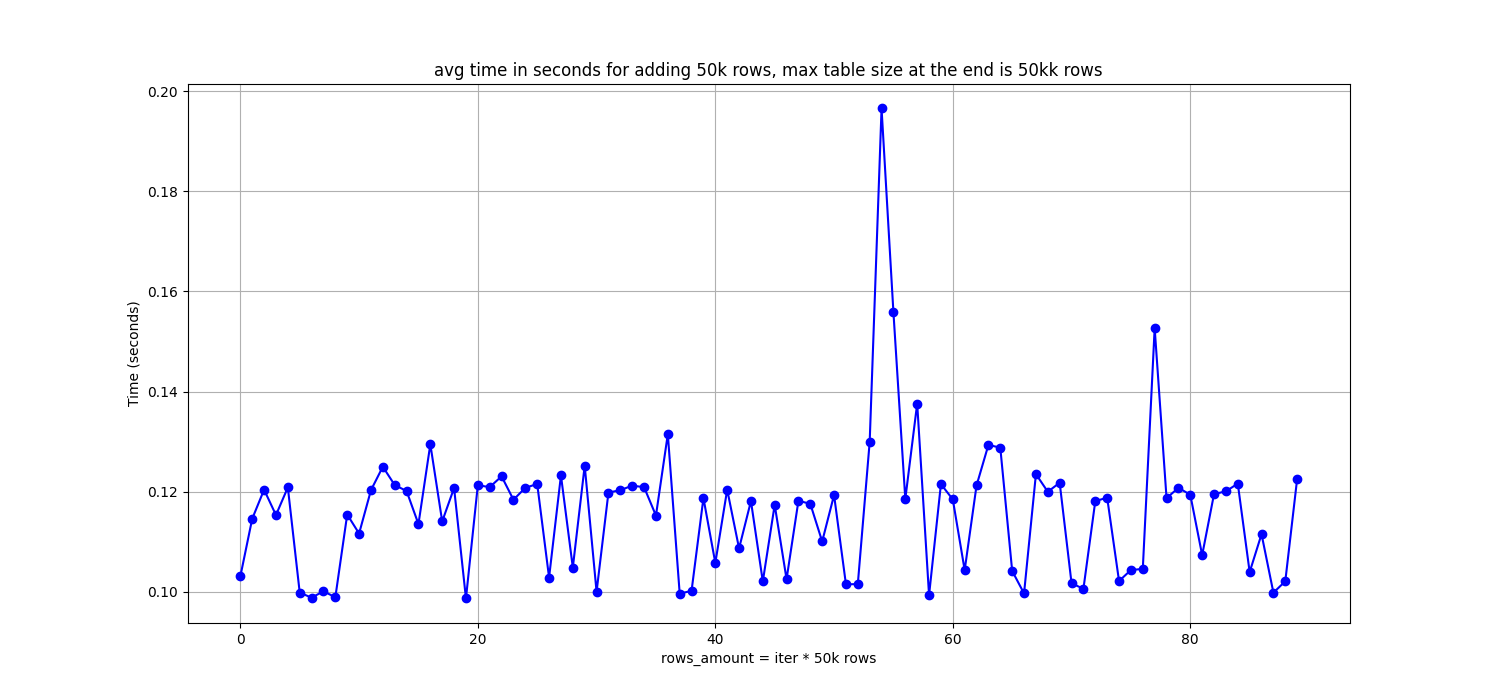 avg time in seconds for adding 50k rows, max table size at the end is 50kk rows
0.20
0.18
0.16
0.14
0.12
0.10
Time (seconds)
0 20 40 60 80
rows_amount = iter * 50k rows